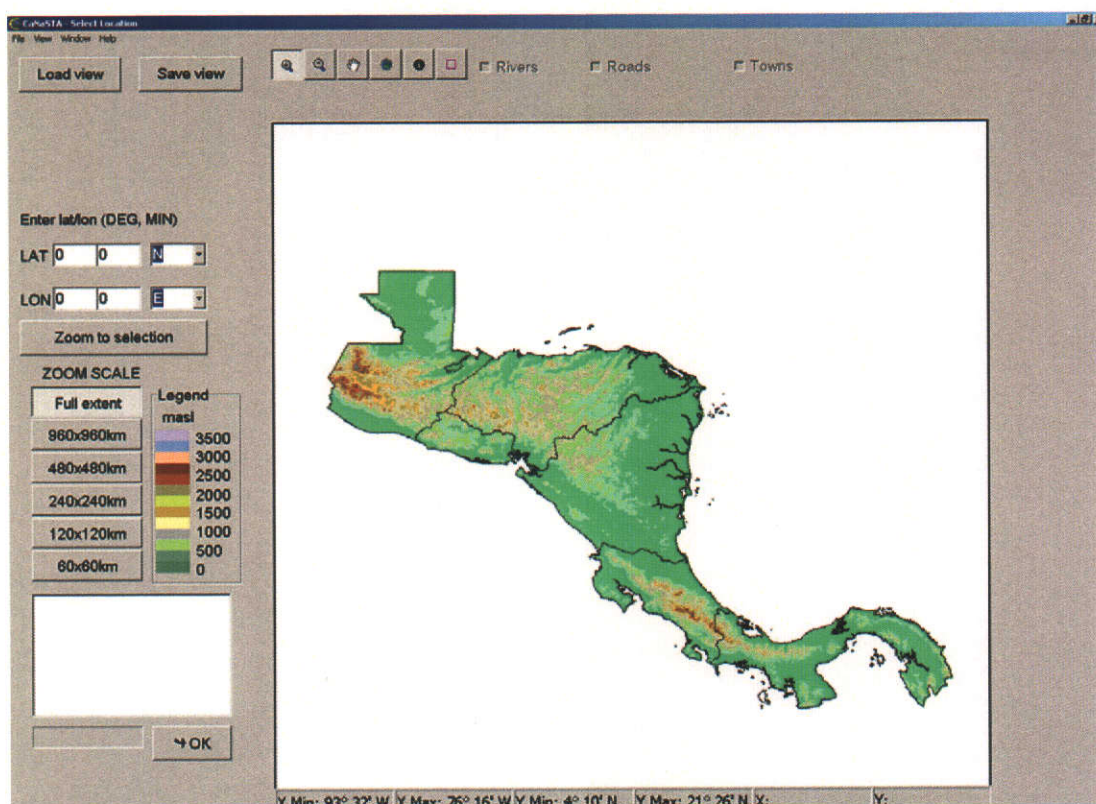 CaNaSTA - Select Location
File View Window Help
Load view Save view
Rivers Roads Towns
Enter lat/lon (DEG, MIN)
LAT 0 0 N
LON 0 0 E
Zoom to selection
ZOOM SCALE
Full extent
960x960km
480x480km
240x240km
120x120km
60x60km
Legend
masl
3500
3000
2500
2000
1500
1000
500
0
OK
X Min: 93° 32' W X Max: 76° 16' W Y Min: 4° 10' N Y Max: 21° 26' N X: Y: